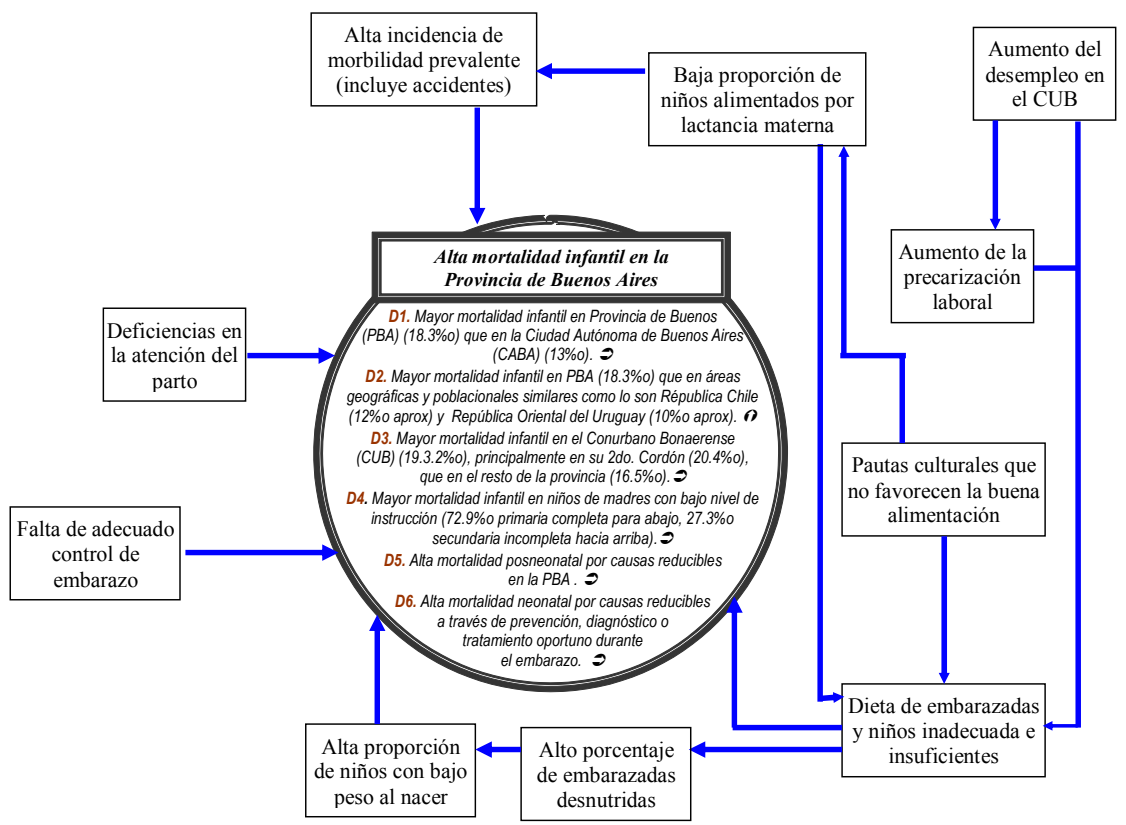 Alta incidencia de
morbilidad prevalente
(incluye accidentes)
Baja proporción de
niños alimentados por
lactancia materna
Aumento del
desempleo en
el CUB
Aumento de la
precarización
laboral
Alta mortalidad infantil en la
Provincia de Buenos Aires
D1. Mayor mortalidad infantil en Provincia de Buenos
(PBA) (18.3%o) que en la Ciudad Autónoma de Buenos Aires
(CABA) (13%o). ➲
D2. Mayor mortalidad infantil en PBA (18.3%o) que en áreas
geográficas y poblacionales similares como lo son Républica Chile
(12%o aprox) y República Oriental del Uruguay (10%o aprox).
D3. Mayor mortalidad infantil en el Conurbano Bonaerense
(CUB) (19.3.2%o), principalmente en su 2do. Cordón (20.4%o),
que en el resto de la provincia (16.5%o). ➲
D4. Mayor mortalidad infantil en niños de madres con bajo nivel de
instrucción (72.9%o primaria completa para abajo, 27.3%o
secundaria incompleta hacia arriba). ➲
D5. Alta mortalidad posneonatal por causas reducibles
en la PBA . ➲
D6. Alta mortalidad neonatal por causas reducibles
a través de prevención, diagnóstico o
tratamiento oportuno durante
el embarazo. ➲
Deficiencias en
la atención del
parto
Falta de adecuado
control de
embarazo
Pautas culturales que
no favorecen la buena
alimentación
Dieta de embarazadas
y niños inadecuada e
insuficientes
Alta proporción
de niños con bajo
peso al nacer
Alto porcentaje
de embarazadas
desnutridas